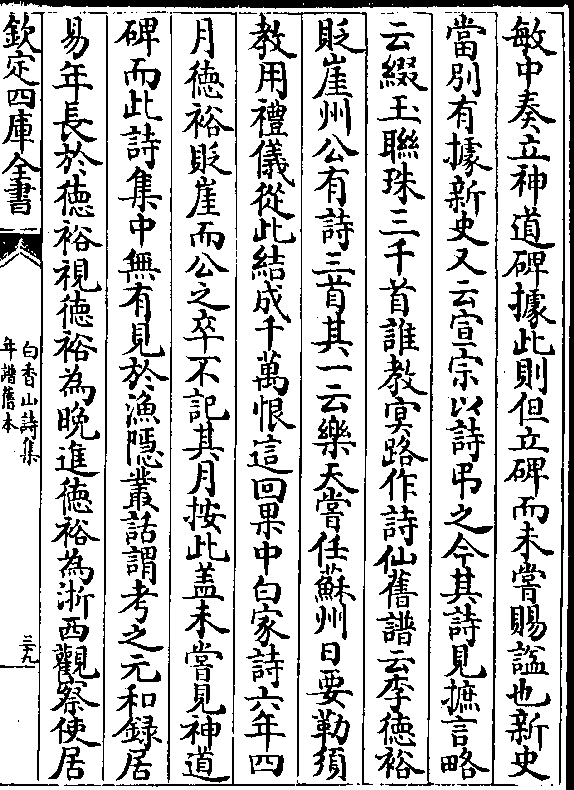 敏中奏立神道碑據此則但立碑而未嘗賜謚也新史
當別有據新史又云宣宗以詩弔之今其詩見摭言略
云綴玉聯珠三千首誰教㝠路作詩仙舊譜云李德裕
貶崖州公有詩三首其一云樂天嘗任蘇州日要勒須
教用禮儀從此結成千萬恨這回果中白家詩六年四
月德裕貶崖而公之卒不記其月按此盖未嘗見神道
碑而此詩集中無有見於漁隱叢話謂考之元和録居
易年長於德裕視德裕為晚進德裕為浙西觀察使居
欽定四庫全書
白香山詩集
年譜舊本
三十九